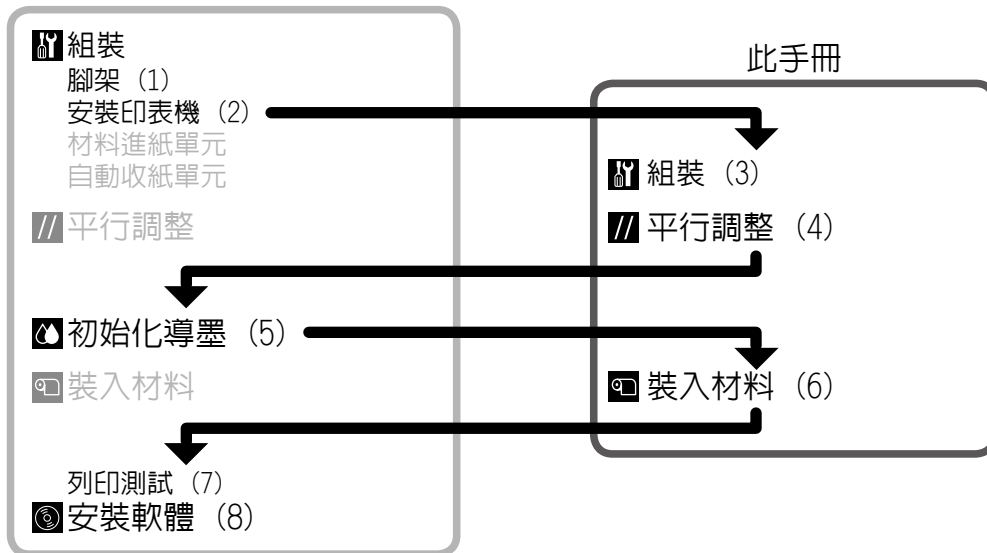 組裝
腳架 (1)
安裝印表機 (2)
材料進紙單元
自動收紙單元
平行調整
初始化導墨 (5)
裝入材料
列印測試 (7)
安裝軟體 (8)
此手冊
組裝 (3)
平行調整 (4)
裝入材料 (6)